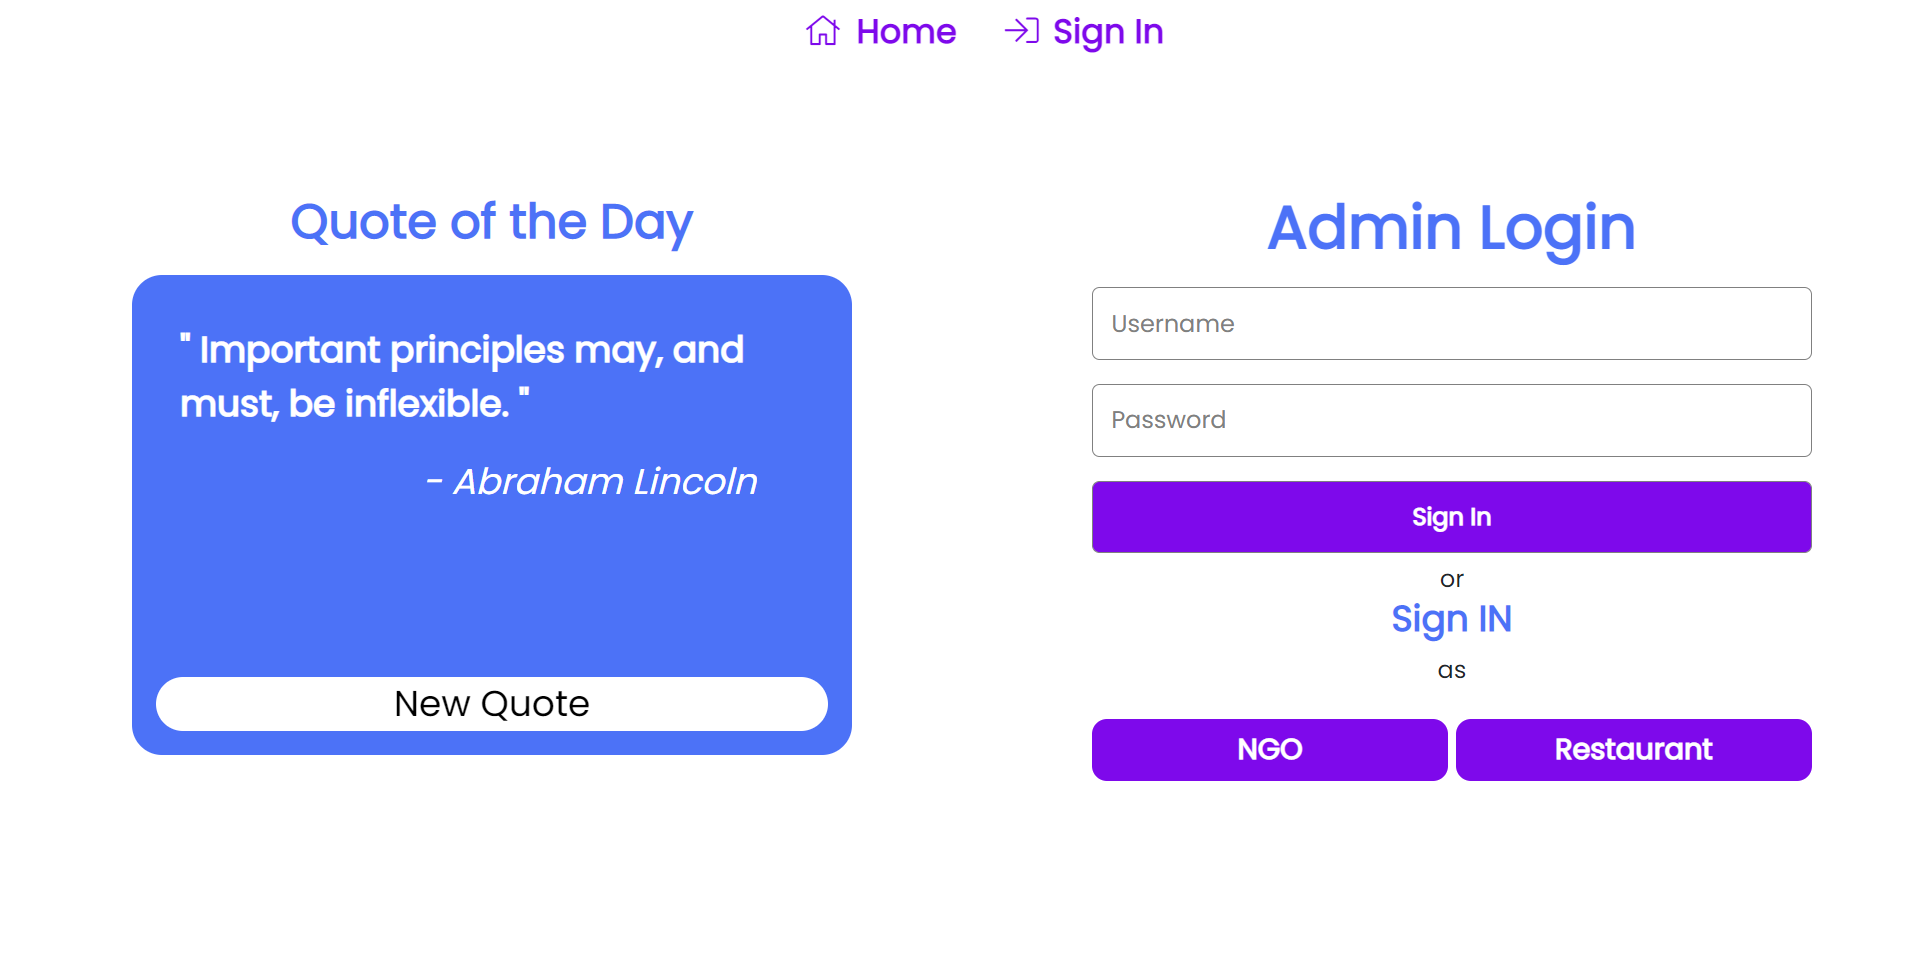 Home
Sign In
Quote of the Day
" Important principles may, and
must, be inflexible. "
- Abraham Lincoln
New Quote
Admin Login
Username
Password
Sign In
or
Sign IN
as
NGO
Restaurant